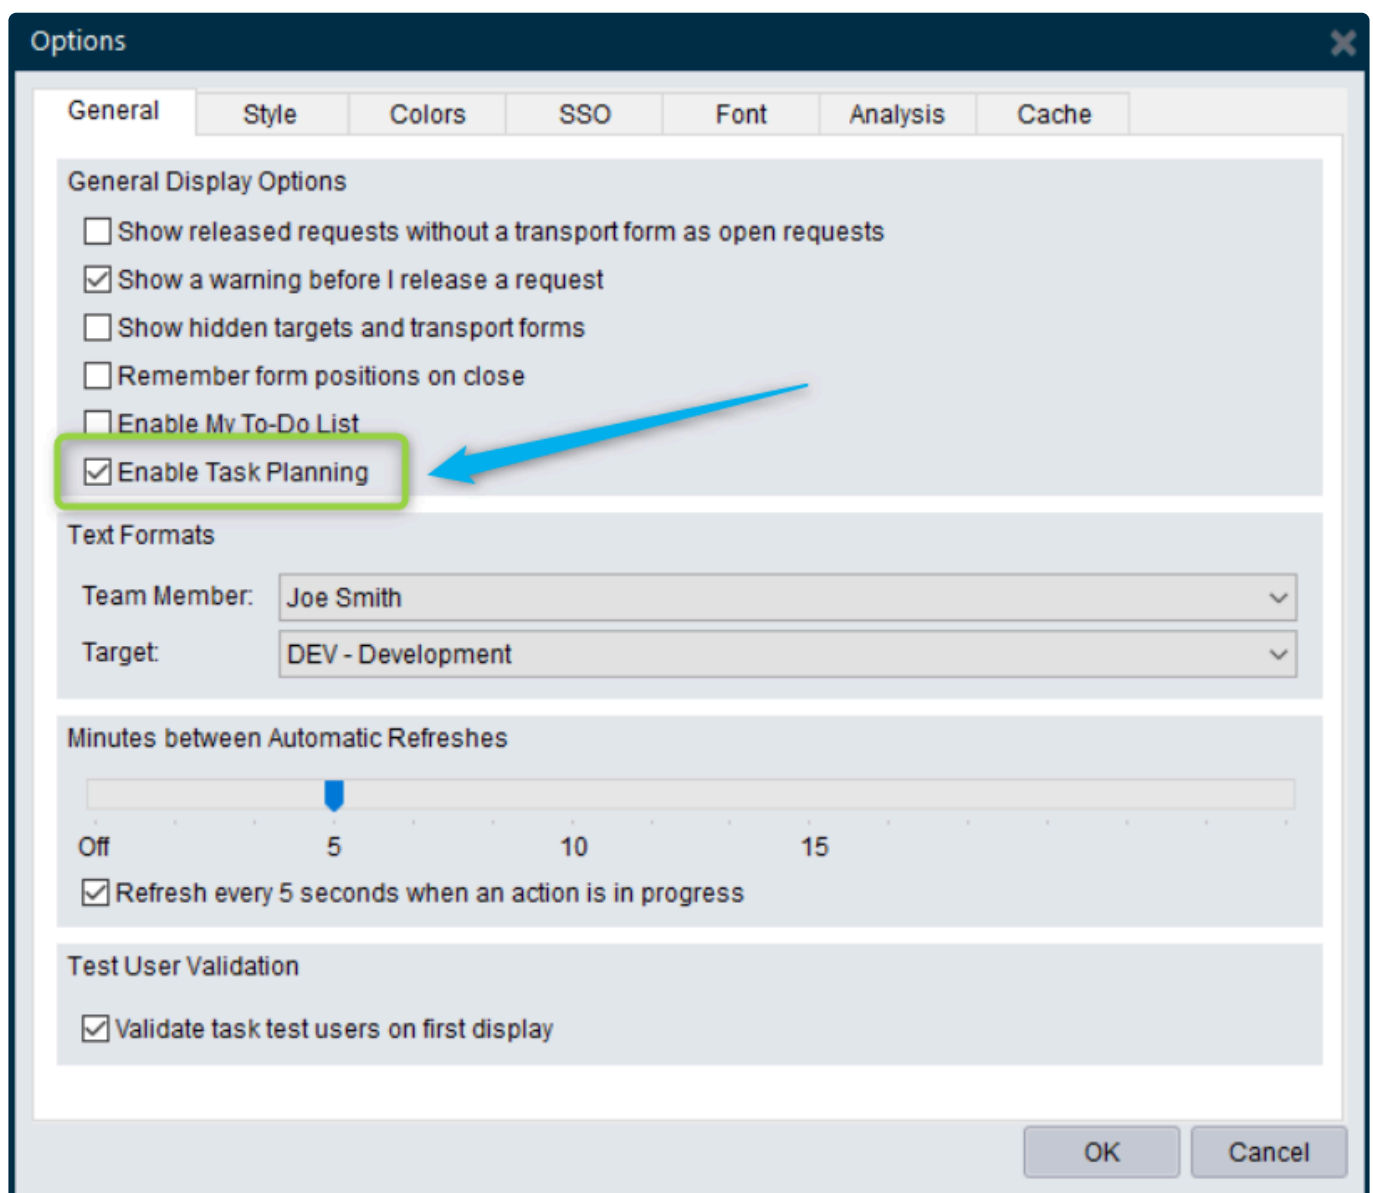 Options
General Style Colors SSO Font Analysis Cache
General Display Options
Show released requests without a transport form as open requests
Show a warning before I release a request
Show hidden targets and transport forms
Remember form positions on close
Enable My To-Do List
Enable Task Planning
Text Formats
Team Member: Joe Smith
Target: DEV - Development
Minutes between Automatic Refreshes
Off 5 10 15
Refresh every 5 seconds when an action is in progress
Test User Validation
Validate task test users on first display
OK Cancel